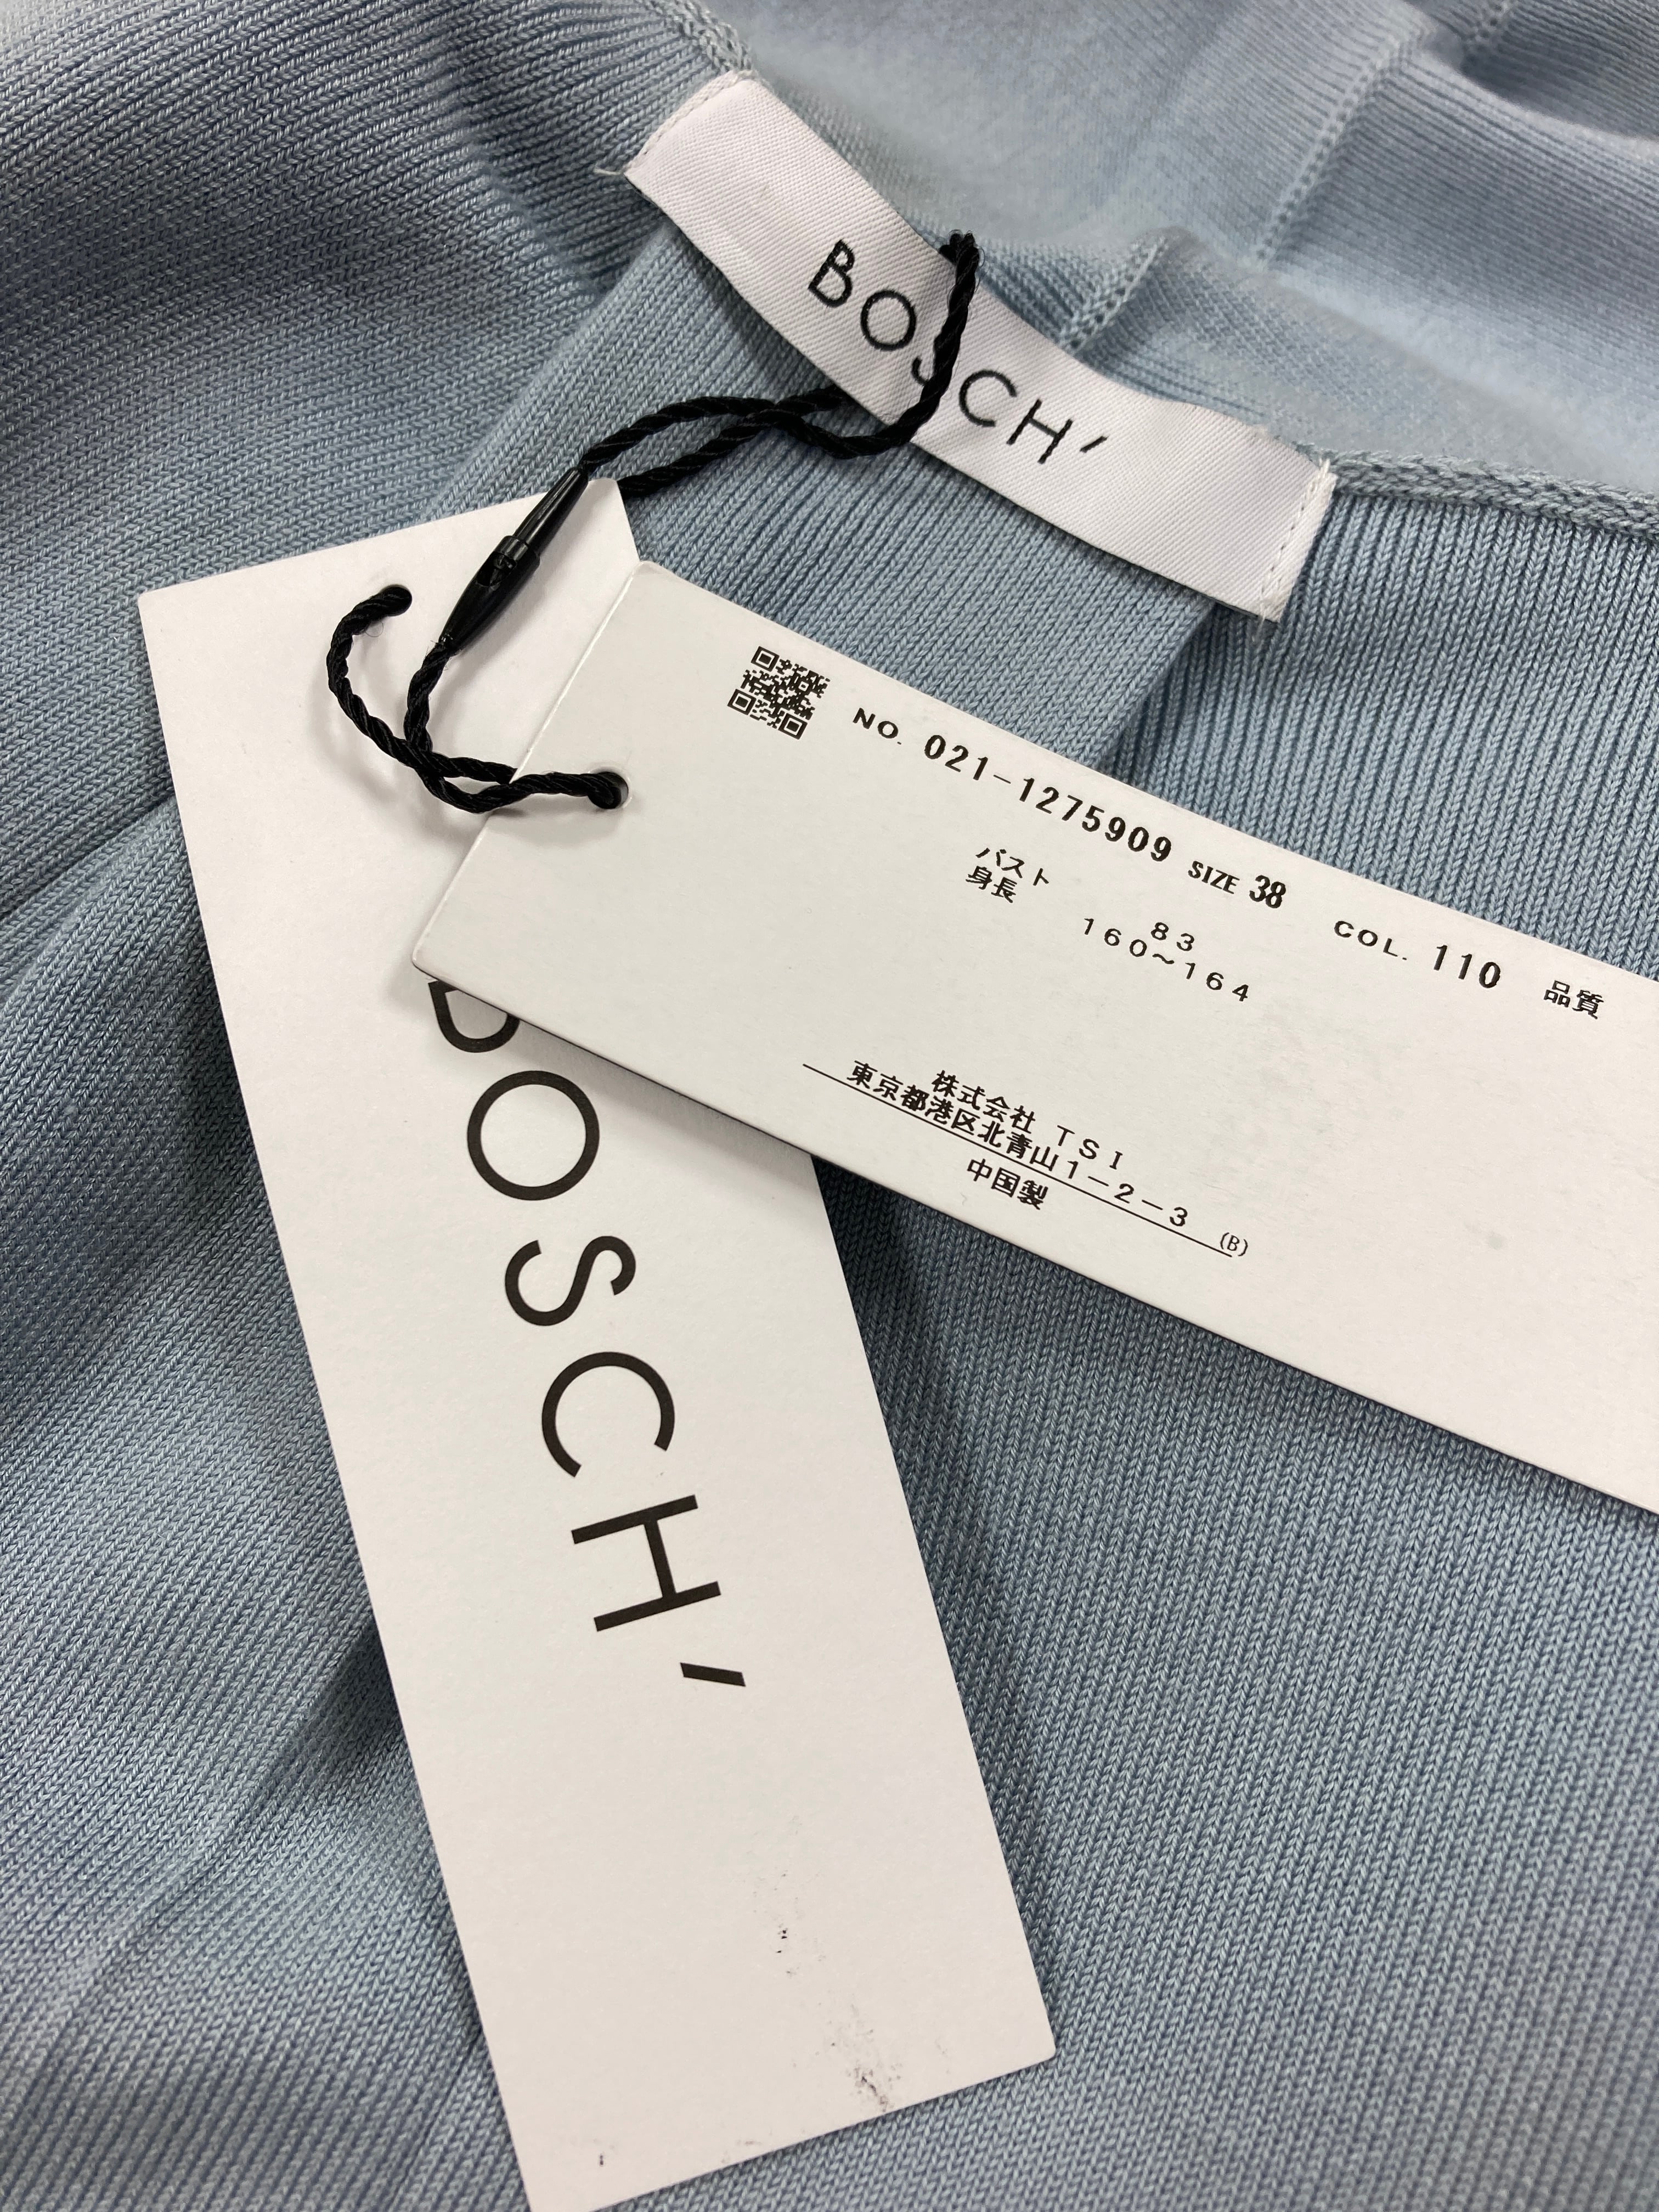 BOSCH'
NO. 021-1275909 SIZE 38 COL. 110 品質
バスト 83
身長 160~164
株式会社 TSI
東京都港区北青山1-2-3 (B)
中国製
BOSCH'